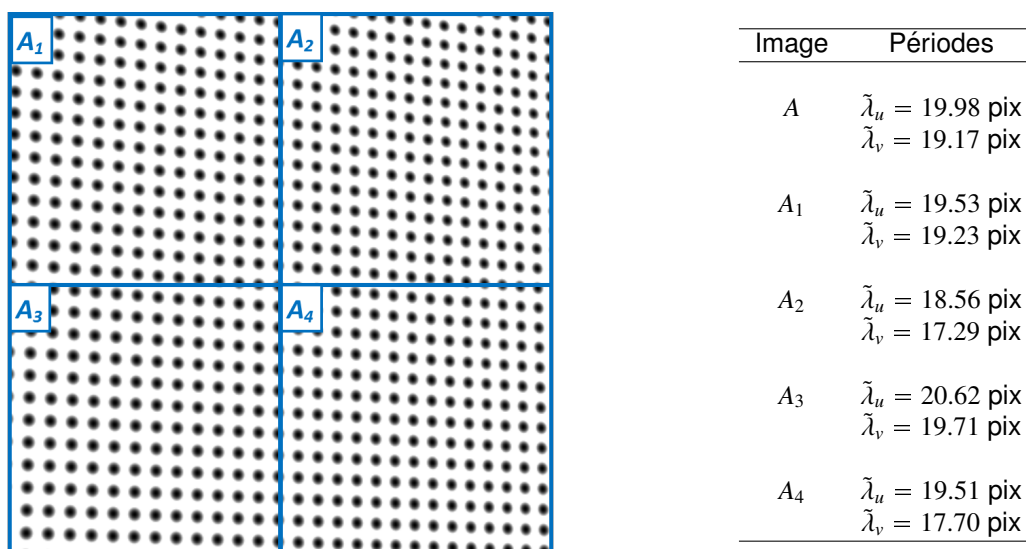 A1
A2
A3
A4
Image Périodes
A λ̃u = 19.98 pix
λ̃v = 19.17 pix
A1 λ̃u = 19.53 pix
λ̃v = 19.23 pix
A2 λ̃u = 18.56 pix
λ̃v = 17.29 pix
A3 λ̃u = 20.62 pix
λ̃v = 19.71 pix
A4 λ̃u = 19.51 pix
λ̃v = 17.70 pix